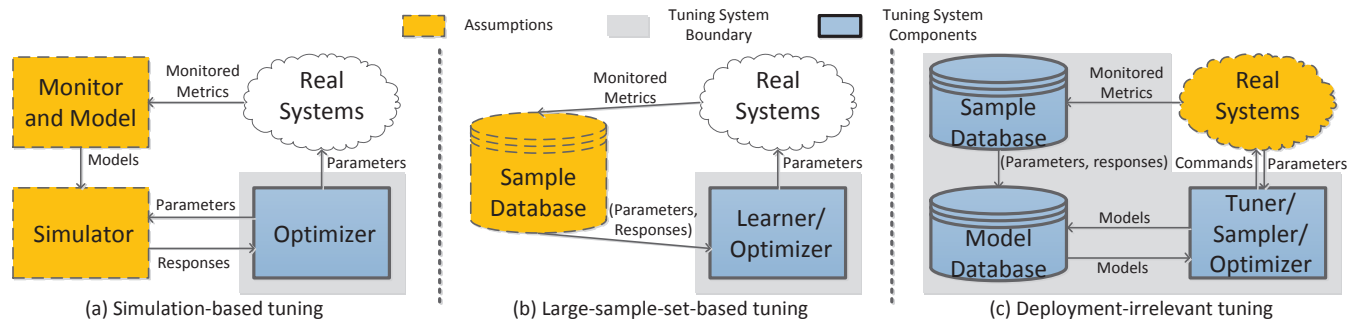 Assumptions
Tuning System
Boundary
Tuning System
Components
Monitor
and Model
Monitored
Metrics
Real
Systems
Models
Parameters
Simulator
Parameters
Responses
Optimizer
(a) Simulation-based tuning
Monitored Metrics
Real
Systems
Sample
Database
Parameters
(Parameters,
Responses)
Learner/
Optimizer
(b) Large-sample-set-based tuning
Sample
Database
Monitored
Metrics
Real
Systems
(Parameters, responses)
Commands
Parameters
Model
Database
Models
Models
Tuner/
Sampler/
Optimizer
(c) Deployment-irrelevant tuning